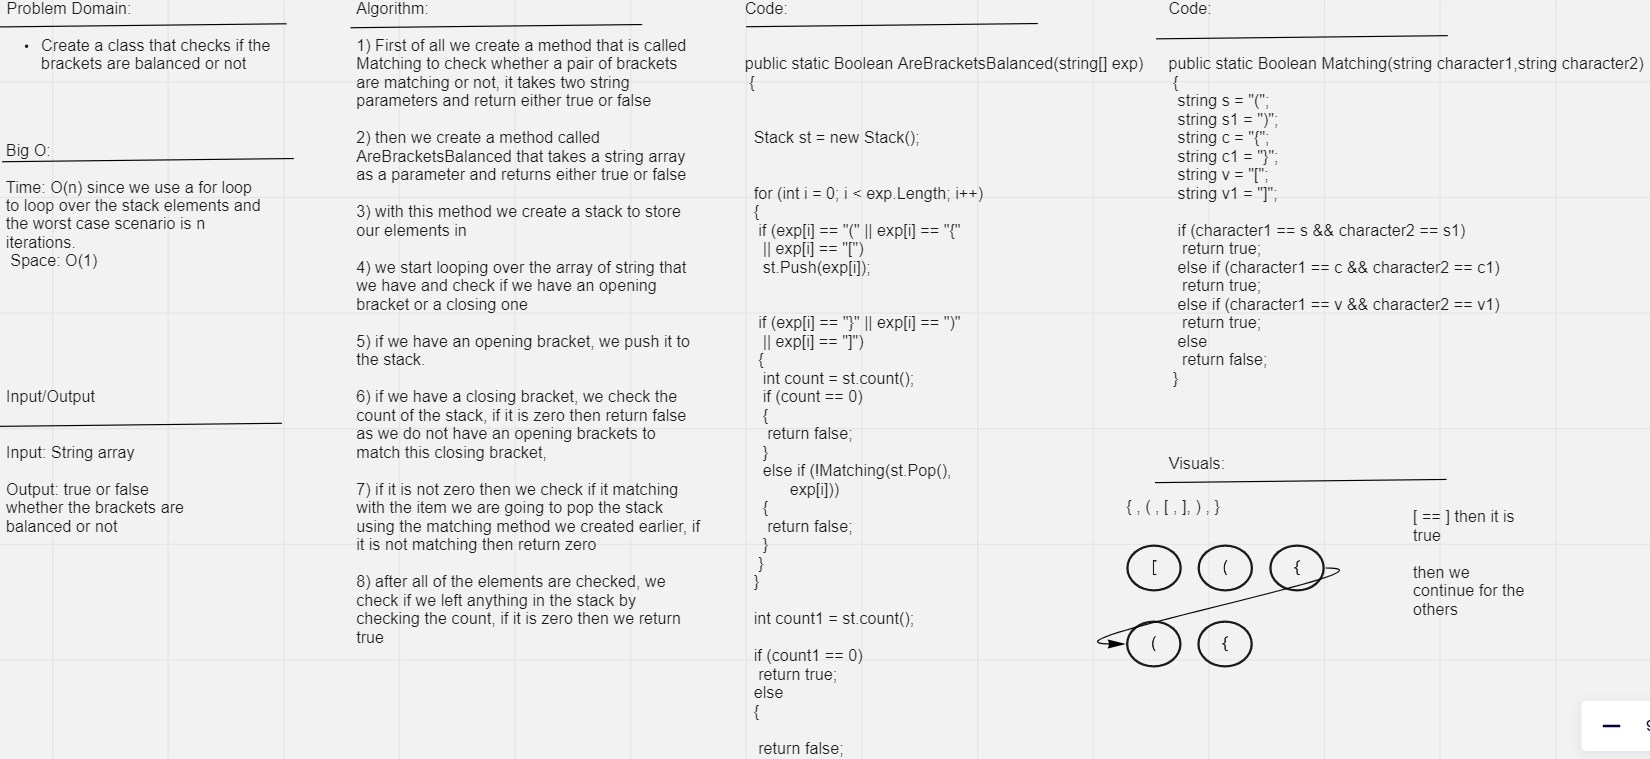 Problem Domain:
• Create a class that checks if the
brackets are balanced or not
Big O:
Time: O(n) since we use a for loop
to loop over the stack elements and
the worst case scenario is n
iterations.
Space: O(1)
Input/Output
Input: String array
Output: true or false
whether the brackets are
balanced or not
Algorithm:
1) First of all we create a method that is called
Matching to check whether a pair of brackets
are matching or not, it takes two string
parameters and return either true or false
2) then we create a method called
AreBracketsBalanced that takes a string array
as a parameter and returns either true or false
3) with this method we create a stack to store
our elements in
4) we start looping over the array of string that
we have and check if we have an opening
bracket or a closing one
5) if we have an opening bracket, we push it to
the stack.
6) if we have a closing bracket, we check the
count of the stack, if it is zero then return false
as we do not have an opening brackets to
match this closing bracket,
7) if it is not zero then we check if it matching
with the item we are going to pop the stack
using the matching method we created earlier, if
it is not matching then return zero
8) after all of the elements are checked, we
check if we left anything in the stack by
checking the count, if it is zero then we return
true
Code:
public static Boolean AreBracketsBalanced(string[] exp)
{
Stack st = new Stack();
for (int i = 0; i < exp.Length; i++)
{
if (exp[i] == "(" || exp[i] == "{"
|| exp[i] == "[")
st.Push(exp[i]);
if (exp[i] == "}" || exp[i] == ")"
|| exp[i] == "]")
{
int count = st.count();
if (count == 0)
{
return false;
}
else if (!Matching(st.Pop(),
exp[i]))
{
return false;
}
}
}
int count1 = st.count();
if (count1 == 0)
return true;
else
{
return false;
Code:
public static Boolean Matching(string character1,string character2)
{
string s = "(";
string s1 = ")";
string c = "{";
string c1 = "}";
string v = "[";
string v1 = "]";
if (character1 == s && character2 == s1)
return true;
else if (character1 == c && character2 == c1)
return true;
else if (character1 == v && character2 == v1)
return true;
else
return false;
}
Visuals:
{ , ( , [ , ], ) , }
[ ( {
( {
[ == ] then it is
true
then we
continue for the
others